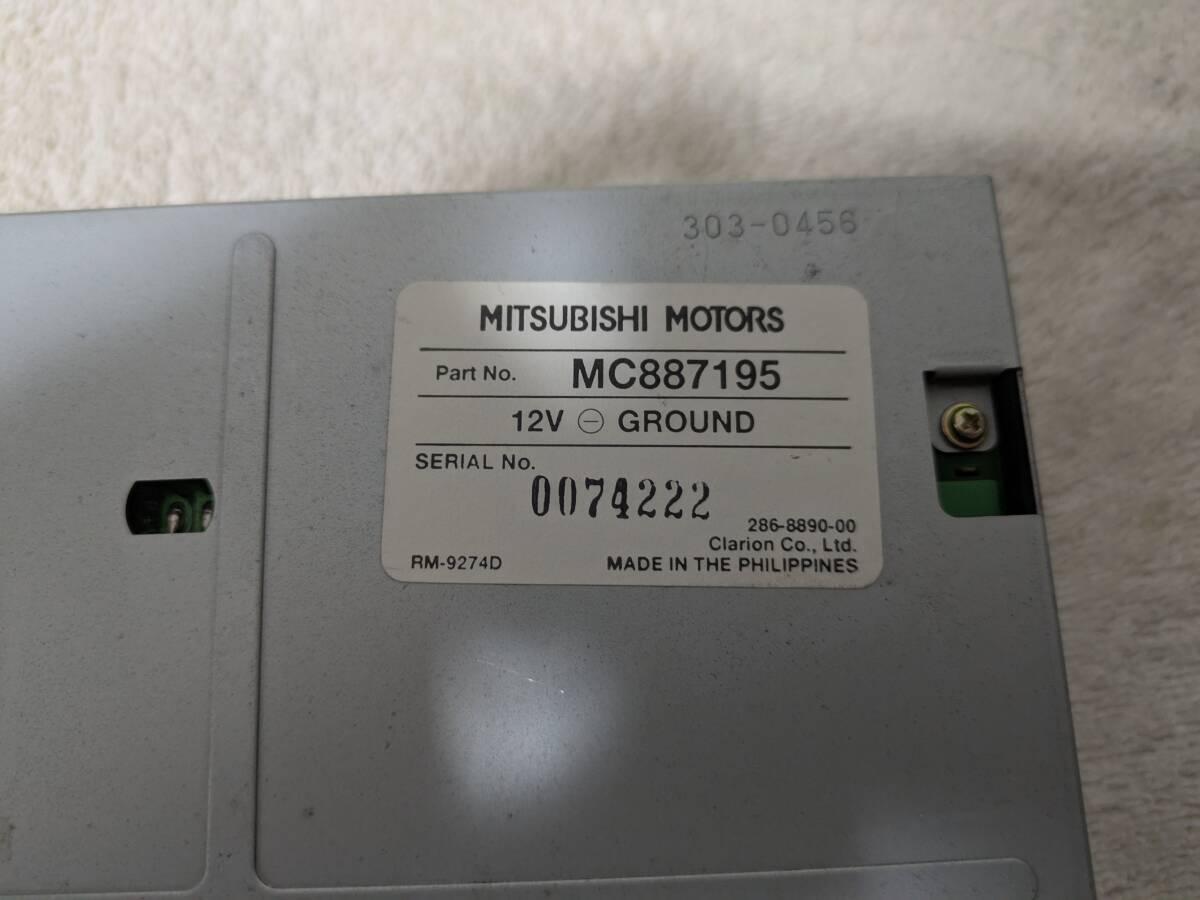 303-0456
MITSUBISHI MOTORS
Part No. MC887195
12V ⊖ GROUND
SERIAL No.
0074222
286-8890-00
Clarion Co., Ltd.
RM-9274D MADE IN THE PHILIPPINES